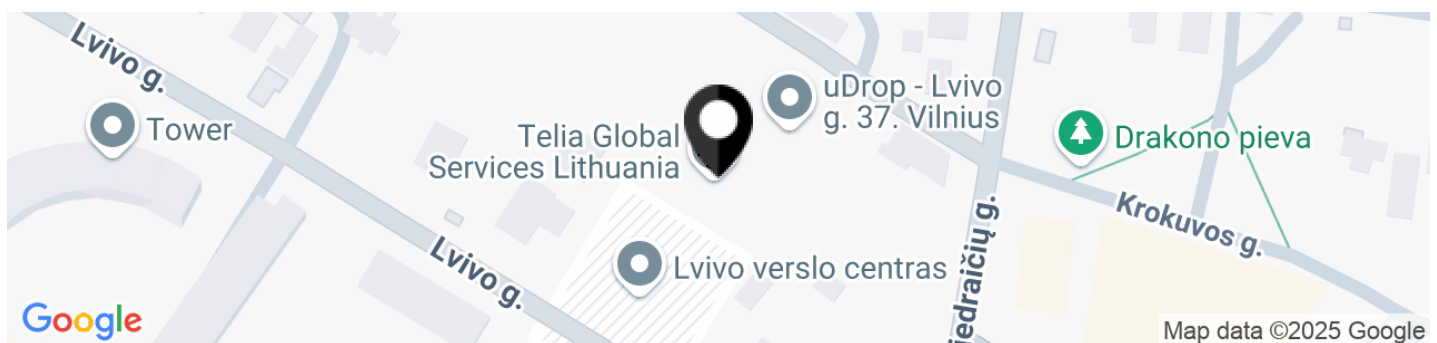 Lvivo g.
Tower
Telia Global
Services Lithuania
uDrop - Lvivo
g. 37. Vilnius
Drakono pieva
Krokuvos g.
iedraičių g.
Lvivo g.
Lvivo verslo centras
Google
Map data ©2025 Google